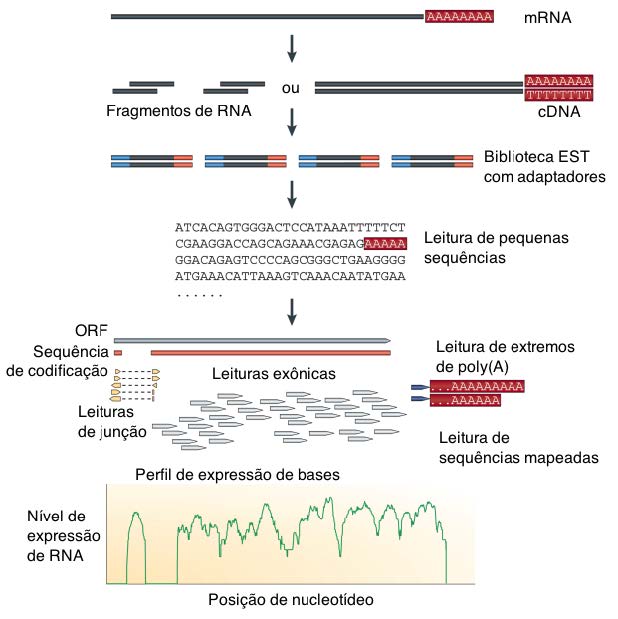 AAAAAAAA
mRNA
Fragmentos de RNA
ou
AAAAAAAA
TTTTTTTT
cDNA
Biblioteca EST
com adaptadores
ATCACAGTGGGACTCCATAAATTTTTCT
CGAAGGACCAGCAGAAACGAGAGAAAAA
GGACAGAGTCCCCAGCGGGCTGAAGGGG
ATGAAACATTAAAGTCAAACAATATGAA
......
Leitura de pequenas
sequências
ORF
Sequência
de codificação
Leituras exônicas
Leituras
de junção
Leitura de extremos
de poly(A)
...AAAAAAAAA
...AAAAAA
Leitura de
sequências mapeadas
Perfil de expressão de bases
Nível de
expressão
de RNA
Posição de nucleotídeo